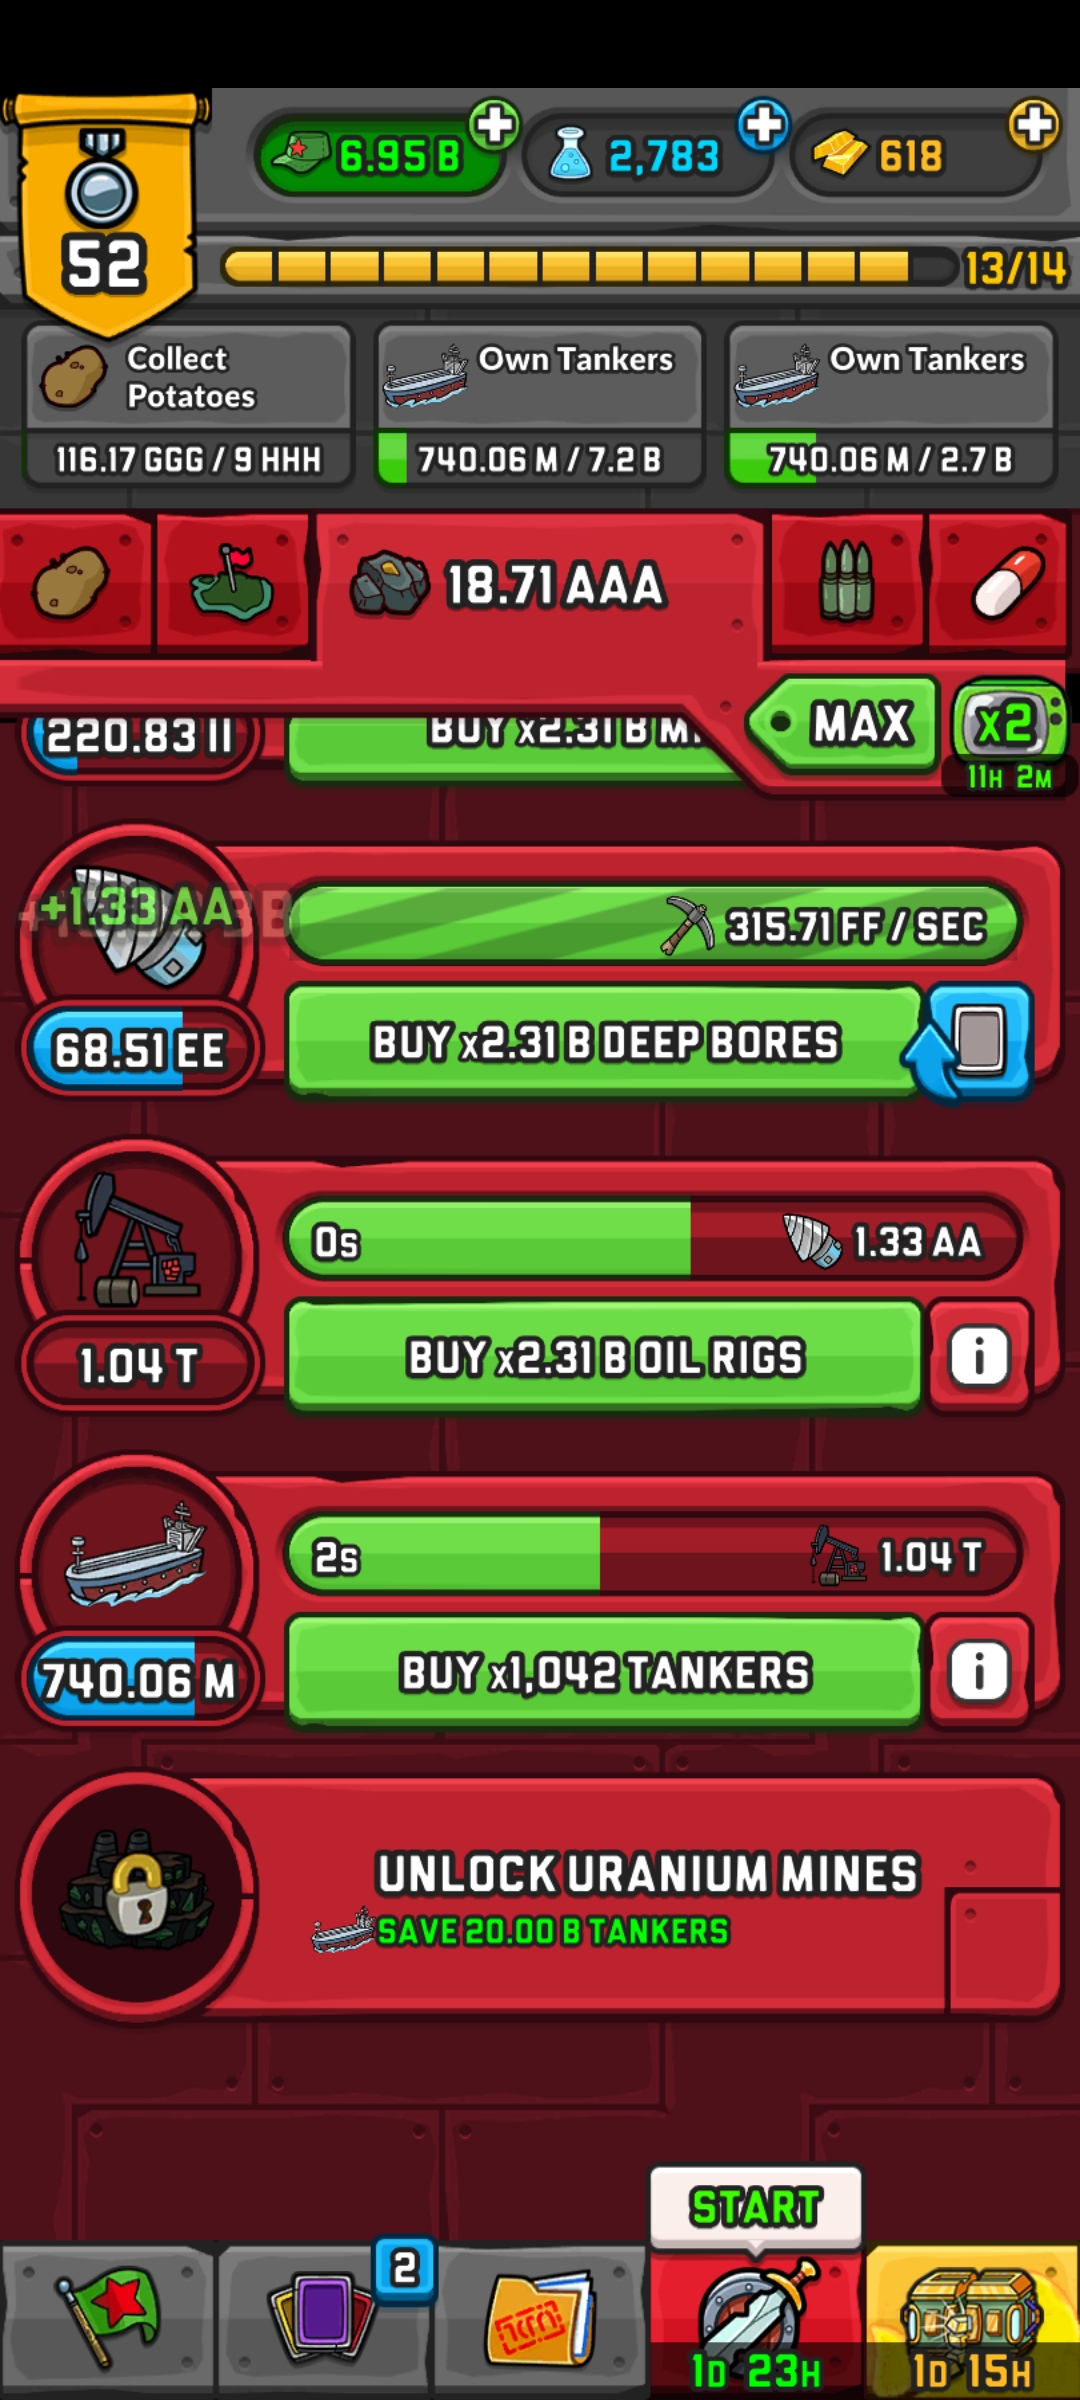 6.95 B
2,783
618
52
13/14
Collect
Potatoes
116.17 GGG / 9 HHH
Own Tankers
740.06 M / 7.2 B
Own Tankers
740.06 M / 2.7 B
18.71 AAA
MAX
x2
11H 2M
220.83 II
BUY x2.31 B
+1.33 AA
315.71 FF / SEC
68.51 EE
BUY x2.31 B DEEP BORES
0s
1.33 AA
1.04 T
BUY x2.31 B OIL RIGS
i
2s
1.04 T
740.06 M
BUY x1,042 TANKERS
i
UNLOCK URANIUM MINES
SAVE 20.00 B TANKERS
START
2
1D 23H
1D 15H